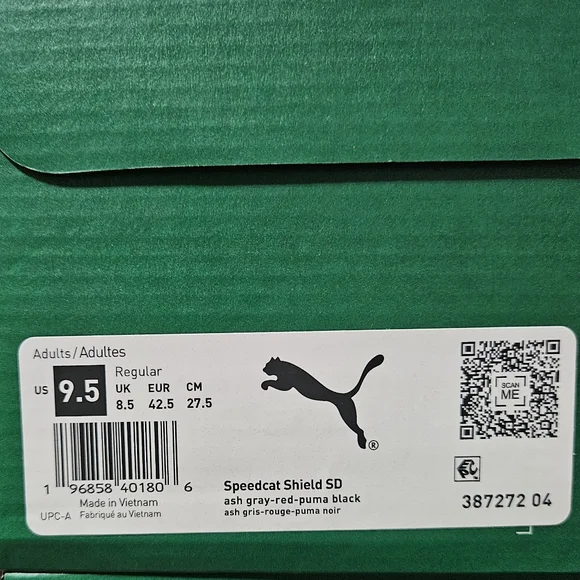 Adults/Adultes
Regular
US 9.5 UK EUR CM
8.5 42.5 27.5
SCAN ME
®
1 96858 40180 6
Made in Vietnam
UPC-A Fabriqué au Vietnam
Speedcat Shield SD
ash gray-red-puma black
ash gris-rouge-puma noir
387272 04